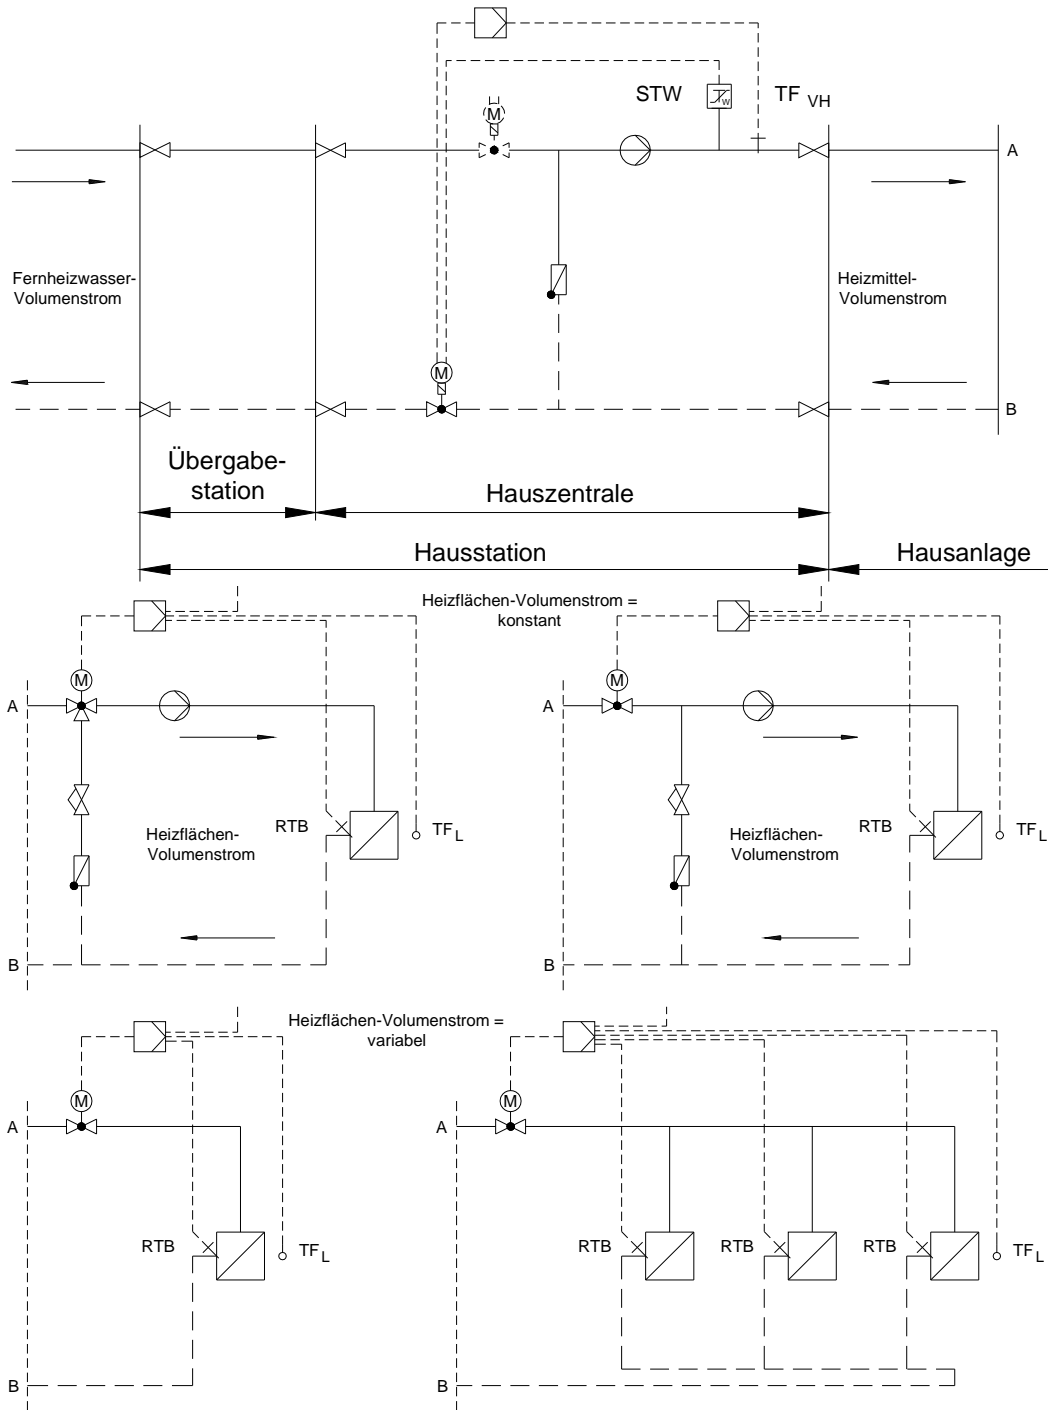 STW
TF VH
W
M
A
Fernheizwasser-
Volumenstrom
Heizmittel-
Volumenstrom
M
B
Übergabe-
station
Hauszentrale
Hausstation
Hausanlage
Heizflächen-Volumenstrom =
konstant
M
M
A
A
RTB
TF L
RTB
TF L
Heizflächen-
Volumenstrom
Heizflächen-
Volumenstrom
B
B
Heizflächen-Volumenstrom =
variabel
M
M
A
A
RTB
TF L
RTB
RTB
RTB
TF L
B
B